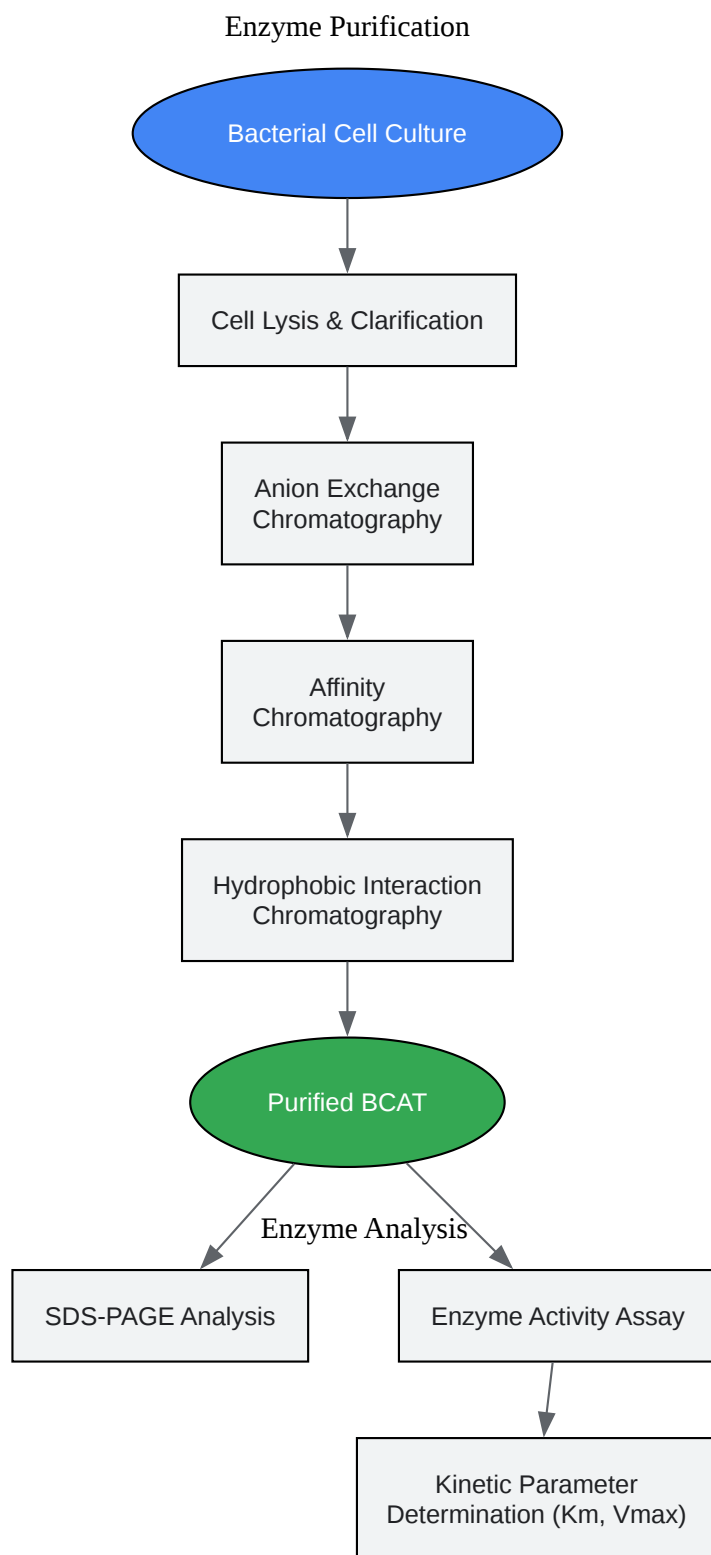 Enzyme Purification
Bacterial Cell Culture
Cell Lysis & Clarification
Anion Exchange
Chromatography
Affinity
Chromatography
Hydrophobic Interaction
Chromatography
Purified BCAT
Enzyme Analysis
SDS-PAGE Analysis
Enzyme Activity Assay
Kinetic Parameter
Determination (Km, Vmax)